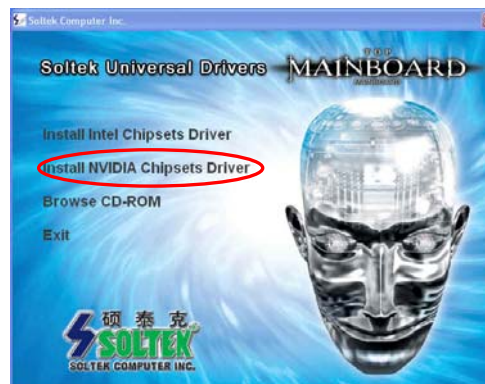 Soltek Computer Inc.
Soltek Universal Drivers
TOP
MAINBOARD
Install Intel Chipsets Driver
Install NVIDIA Chipsets Driver
Browse CD-ROM
Exit
硕泰克
SOLTEK
SOLTEK COMPUTER INC.